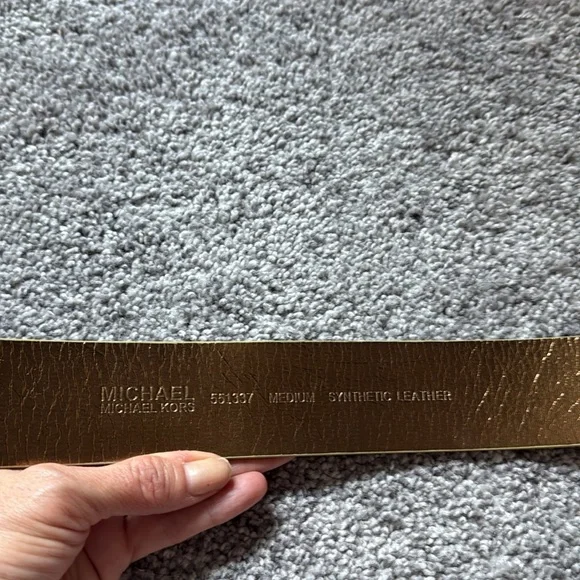 MICHAEL
MICHAEL KORS
551337 MEDIUM SYNTHETIC LEATHER